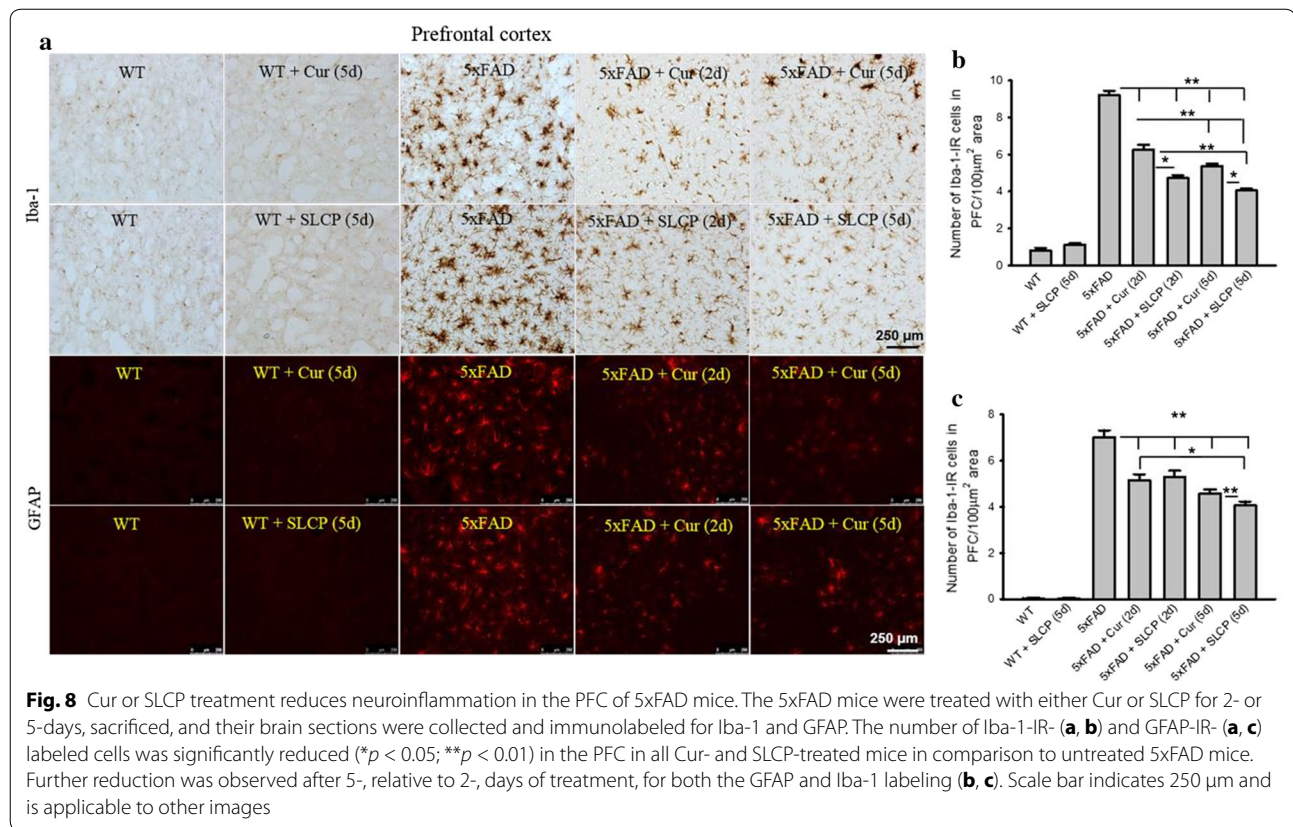 Prefrontal cortex
a
WT
WT + Cur (5d)
5xFAD
5xFAD + Cur (2d)
5xFAD + Cur (5d)
Iba-1
WT
WT + SLCP (5d)
5xFAD
5xFAD + SLCP (2d)
5xFAD + SLCP (5d)
250 µm
WT
WT + Cur (5d)
5xFAD
5xFAD + Cur (2d)
5xFAD + Cur (5d)
GFAP
WT
WT + SLCP (5d)
5xFAD
5xFAD + Cur (2d)
5xFAD + Cur (5d)
250 µm
b
Number of Iba-1-IR cells in
PFC/100µm² area
10
8
6
4
2
0
**
**
**
*
*
WT
WT + SLCP (5d)
5xFAD
5xFAD + Cur (2d)
5xFAD + SLCP (2d)
5xFAD + Cur (5d)
5xFAD + SLCP (5d)
c
Number of Iba-1-IR cells in
PFC/100µm² area
8
6
4
2
0
**
*
**
WT
WT + SLCP (5d)
5xFAD
5xFAD + Cur (2d)
5xFAD + SLCP (2d)
5xFAD + Cur (5d)
5xFAD + SLCP (5d)
Fig. 8 Cur or SLCP treatment reduces neuroinflammation in the PFC of 5xFAD mice. The 5xFAD mice were treated with either Cur or SLCP for 2- or
5-days, sacrificed, and their brain sections were collected and immunolabeled for Iba-1 and GFAP. The number of Iba-1-IR- (a, b) and GFAP-IR- (a, c)
labeled cells was significantly reduced (*p < 0.05; **p < 0.01) in the PFC in all Cur- and SLCP-treated mice in comparison to untreated 5xFAD mice.
Further reduction was observed after 5-, relative to 2-, days of treatment, for both the GFAP and Iba-1 labeling (b, c). Scale bar indicates 250 µm and
is applicable to other images